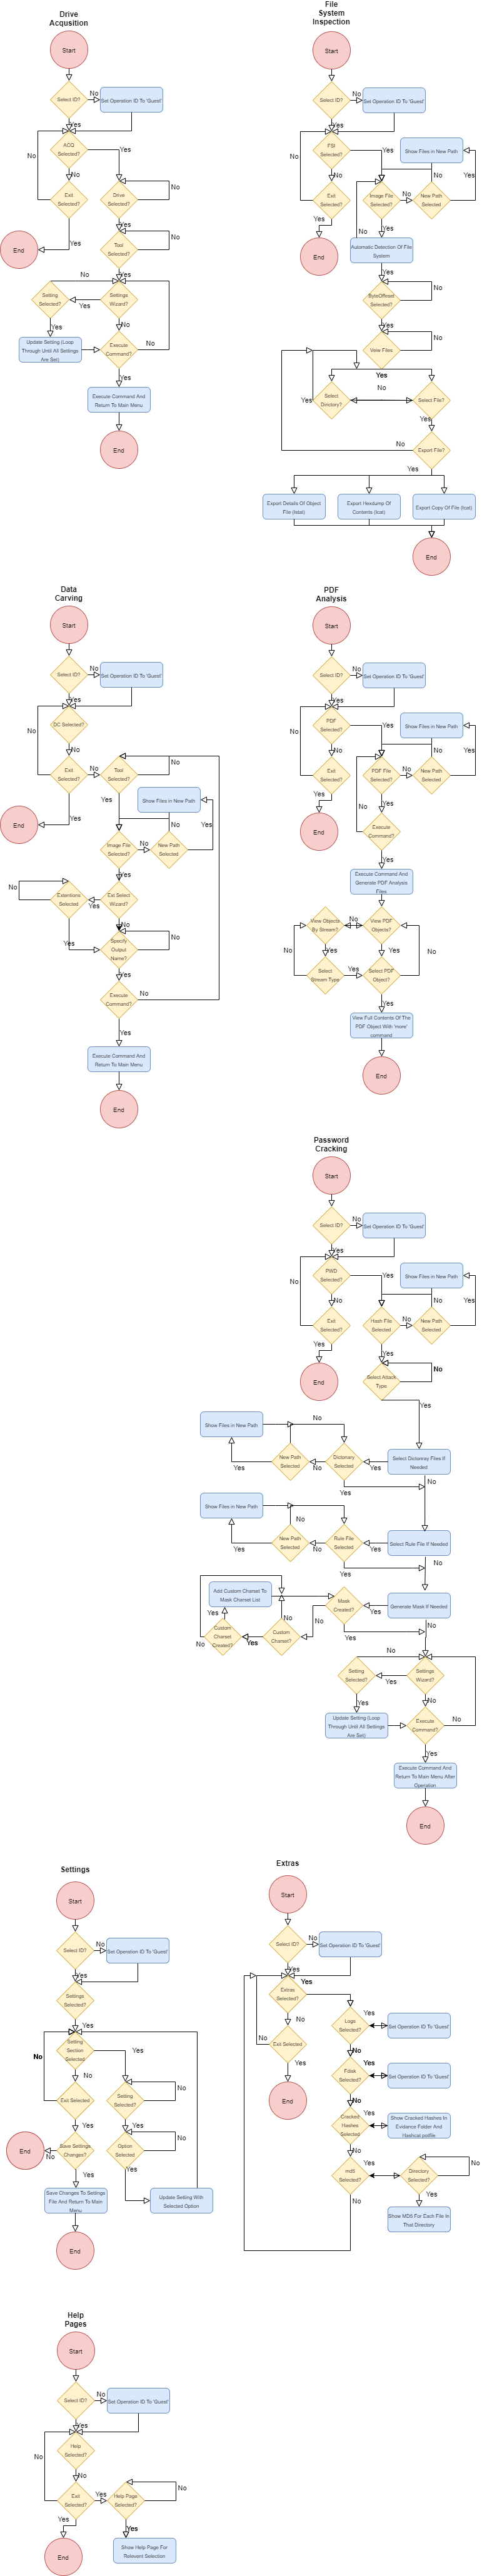 Drive
Acqusition
Start
Select ID?
No
Set Operation ID To 'Guest'
Yes
ACQ
Selected?
Yes
No
No
Exit
Selected?
Drive
Selected?
No
Yes
Yes
End
Tool
Selected?
No
No
Yes
Setting
Selected?
Settings
Wizard?
Yes
Yes
No
Update Setting (Loop
Through Until All Settings
Are Set)
Execute
Command?
No
Yes
Execute Command And
Return To Main Menu
End
File
System
Inspection
Start
Select ID?
No
Set Operation ID To 'Guest'
Yes
FSI
Selected?
Yes
Show Files in New Path
No
No
No
Yes
Exit
Selected?
Image File
Selected?
No
New Path
Selected
Yes
No
End
Automatic Detection Of File
System
Yes
ByteOffeset
Selected?
No
Yes
View Files
No
Yes
Select
Directory?
Yes
No
Select File?
Yes
No
Export File?
Yes
Export Details Of Object
File (istat)
Export Hexdump Of
Contents (icat)
Export Copy Of File (icat)
End
Data
Carving
Start
Select ID?
No
Set Operation ID To 'Guest'
Yes
DC Selected?
No
No
Exit
Selected?
No
Tool
Selected?
No
Yes
Yes
Show Files in New Path
End
No
Yes
Image File
Selected?
No
New Path
Selected
Yes
Extentions
Selected
Yes
Ext Select
Wizard?
No
Yes
Specify
Output
Name?
No
Execute
Command?
No
Yes
Execute Command And
Return To Main Menu
End
PDF
Analysis
Start
Select ID?
No
Set Operation ID To 'Guest'
Yes
PDF
Selected?
Yes
Show Files in New Path
No
No
No
Yes
Exit
Selected?
PDF File
Selected?
No
New Path
Selected
Yes
No
End
Execute
Command?
Yes
Execute Command And
Generate PDF Analysis
Files
View Objects
By Stream?
No
View PDF
Objects?
No
Yes
Yes
No
Select
Stream Type
Yes
Select PDF
Object?
Yes
View Full Contents Of The
PDF Object With 'more'
command
End
Password
Cracking
Start
Select ID?
No
Set Operation ID To 'Guest'
Yes
PWD
Selected?
Yes
Show Files in New Path
No
No
No
Yes
Exit
Selected?
Hash File
Selected
No
New Path
Selected
Yes
Yes
End
Select Attack
Type
No
Yes
Show Files in New Path
No
New Path
Selected
No
Dictionary
Selected
Yes
Select Dictionray Files If
Needed
Yes
Yes
No
Show Files in New Path
No
New Path
Selected
No
Rule File
Selected
Yes
Select Rule File If Needed
Yes
Yes
No
Add Custom Charset To
Mask Charset List
Mask
Created?
Yes
Generate Mask If Needed
Yes
No
No
Yes
No
Custom
Charset
Created?
Yes
Custom
Charset?
No
No
Setting
Selected?
Yes
Settings
Wizard?
Yes
No
Update Setting (Loop
Through Until All Settings
Are Set)
Execute
Command?
No
Yes
Execute Command And
Return To Main Menu After
Operation
End
Settings
Start
Select ID?
No
Set Operation ID To 'Guest'
Yes
Settings
Selected?
Yes
Setting
Section
Selected
Yes
No
No
Exit Selected
Setting
Selected?
No
Yes
Yes
End
No
Save Settings
Changes?
Option
Selected
No
Yes
Yes
Save Changes To Settings
File And Return To Main
Menu
Update Setting With
Selected Option
End
Extras
Start
Select ID?
No
Set Operation ID To 'Guest'
Yes
Yes
Extras
Selected?
No
Logs
Selected?
Yes
Set Operation ID To 'Guest'
No
Exit Selected
No
Yes
Fdisk
Selected?
Yes
Set Operation ID To 'Guest'
End
No
Cracked
Hashes
Selected
Yes
Show Cracked Hashes In
Evidance Folder And
Hashcat potfile
No
md5
Selected?
Yes
Directory
Selected?
No
No
Yes
Show MD5 For Each File In
That Directory
Help
Pages
Start
Select ID?
No
Set Operation ID To 'Guest'
Yes
Help
Selected?
No
No
Exit
Selected?
Yes
Help Page
Selected?
No
Yes
Yes
End
Show Help Page For
Relevent Selection